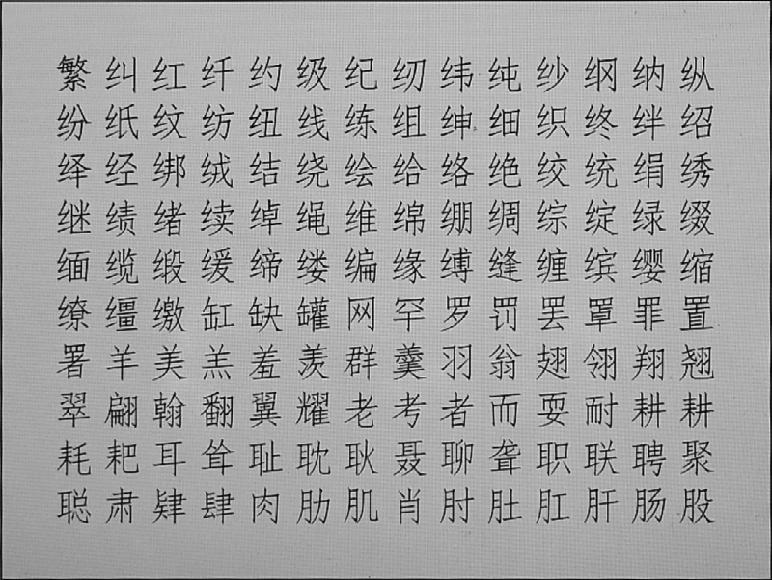 繁纠红纤约级纪纫纬纯纱纲纳纵
纷纸纹纺纽线练组绅细织终绊绍
绎经绑绒结绕绘给络绝绞统绢绣
继绩绪续绰绳维绵绷绸综绽绿缀
缅缆缎缓缔缕编缘缚缝缠缤缨缩
缭缰缴缸缺罐网罕罗罚罢罩罪置
署羊美羔羞羡群羹羽翁翅翎翔翘
翠翩翰翻翼耀老考者而耍耐耕耕
耗耙耳耸耻耽耿聂聊聋职联聘聚
聪肃肄肆肉肋肌肖肘肚肛肝肠股